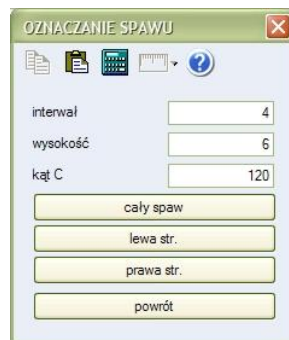 OZNACZANIE SPAWU
interwał 4
wysokość 6
kąt C 120
cały spaw
lewa str.
prawa str.
powrót